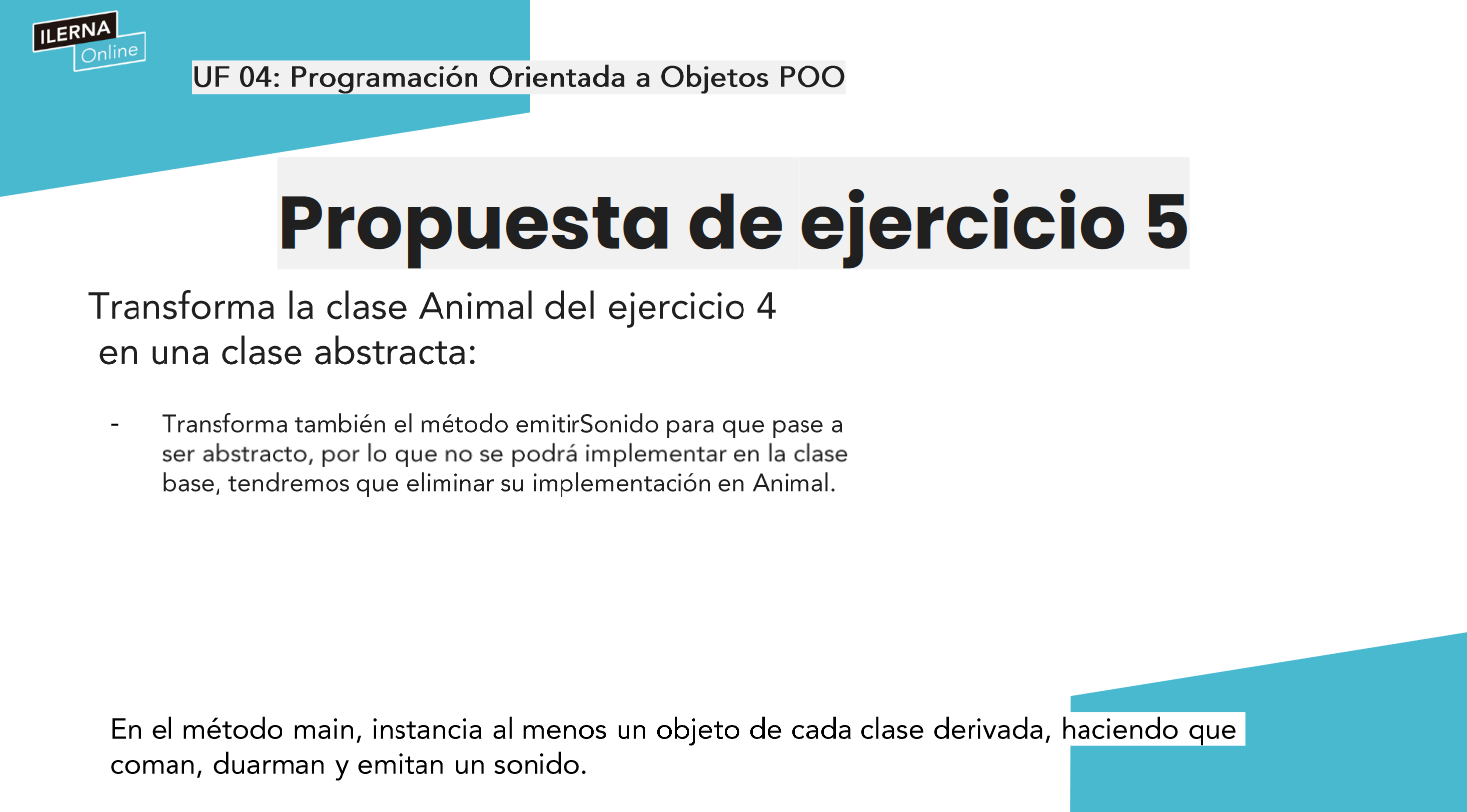 ILERNA
Online
UF 04: Programación Orientada a Objetos POO
Propuesta de ejercicio 5
Transforma la clase Animal del ejercicio 4
en una clase abstracta:
- Transforma también el método emitirSonido para que pase a
ser abstracto, por lo que no se podrá implementar en la clase
base, tendremos que eliminar su implementación en Animal.
En el método main, instancia al menos un objeto de cada clase derivada, haciendo que
coman, duarman y emitan un sonido.